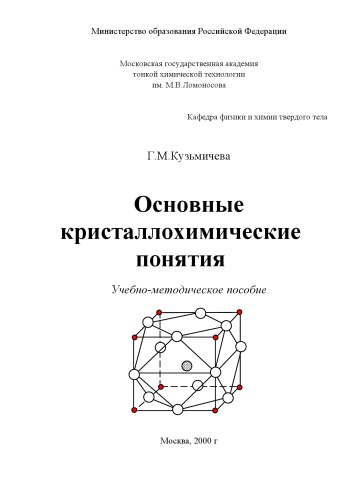 Министерство образования Российской Федерации
Московская государственная академия
тонкой химической технологии
им. М.В.Ломоносова
Кафедра физики и химии твердого тела
Г.М.Кузьмичева
Основные
кристаллохимические
понятия
Учебно-методическое пособие
Москва, 2000 г